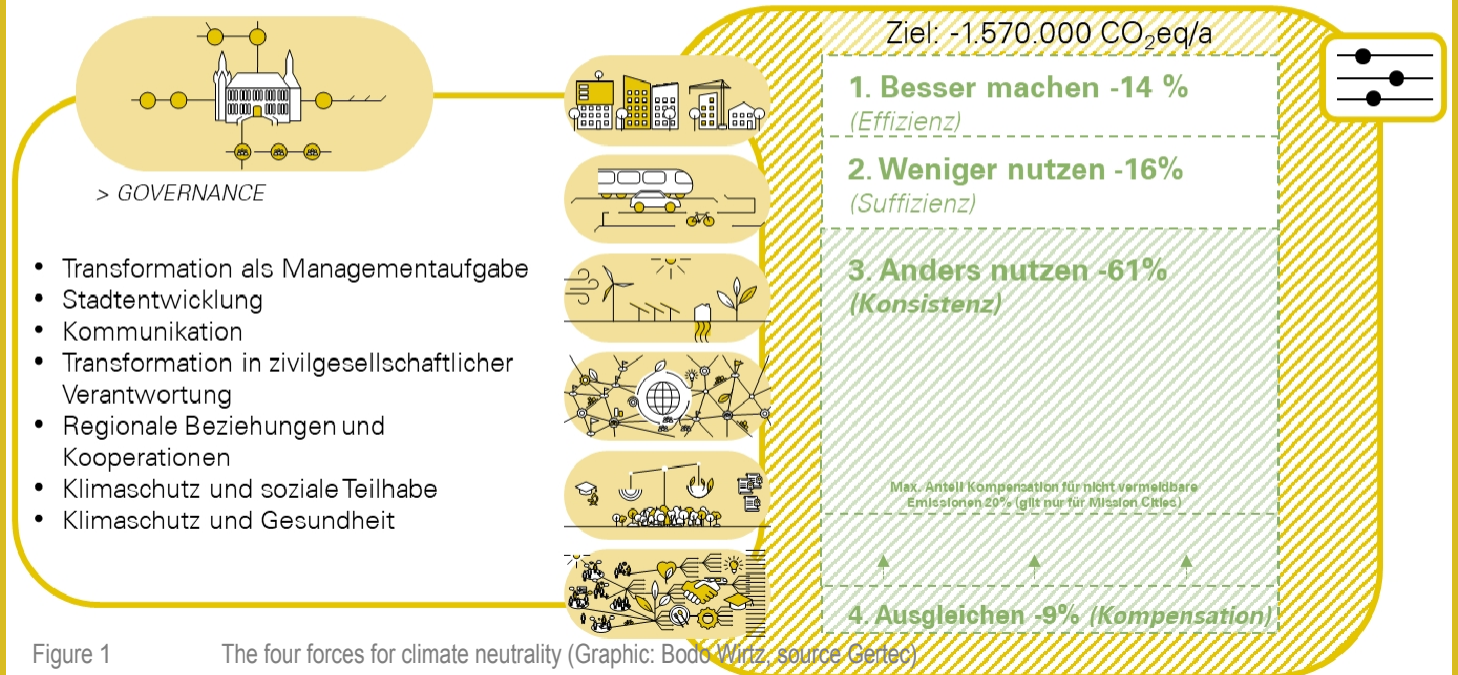 > GOVERNANCE
• Transformation als Managementaufgabe
• Stadtentwicklung
• Kommunikation
• Transformation in zivilgesellschaftlicher
Verantwortung
• Regionale Beziehungen und
Kooperationen
• Klimaschutz und soziale Teilhabe
• Klimaschutz und Gesundheit
Ziel: -1.570.000 CO₂eq/a
1. Besser machen -14 %
(Effizienz)
2. Weniger nutzen -16%
(Suffizienz)
3. Anders nutzen -61%
(Konsistenz)
Max. Anteil Kompensation für nicht vermeidbare
Emissionen 20% (gilt nur für Mission Cities)
4. Ausgleichen -9% (Kompensation)
Figure 1 The four forces for climate neutrality (Graphic: Bodo Wirtz, source Gertec)